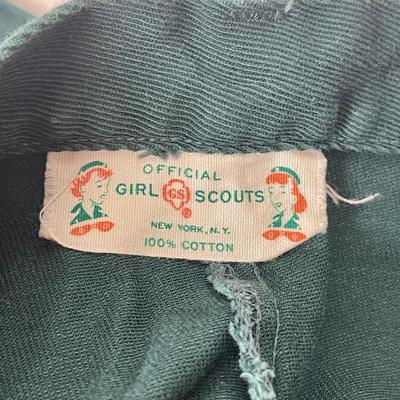 OFFICIAL
GIRL GS SCOUTS
®
NEW YORK, N.Y.
100% COTTON